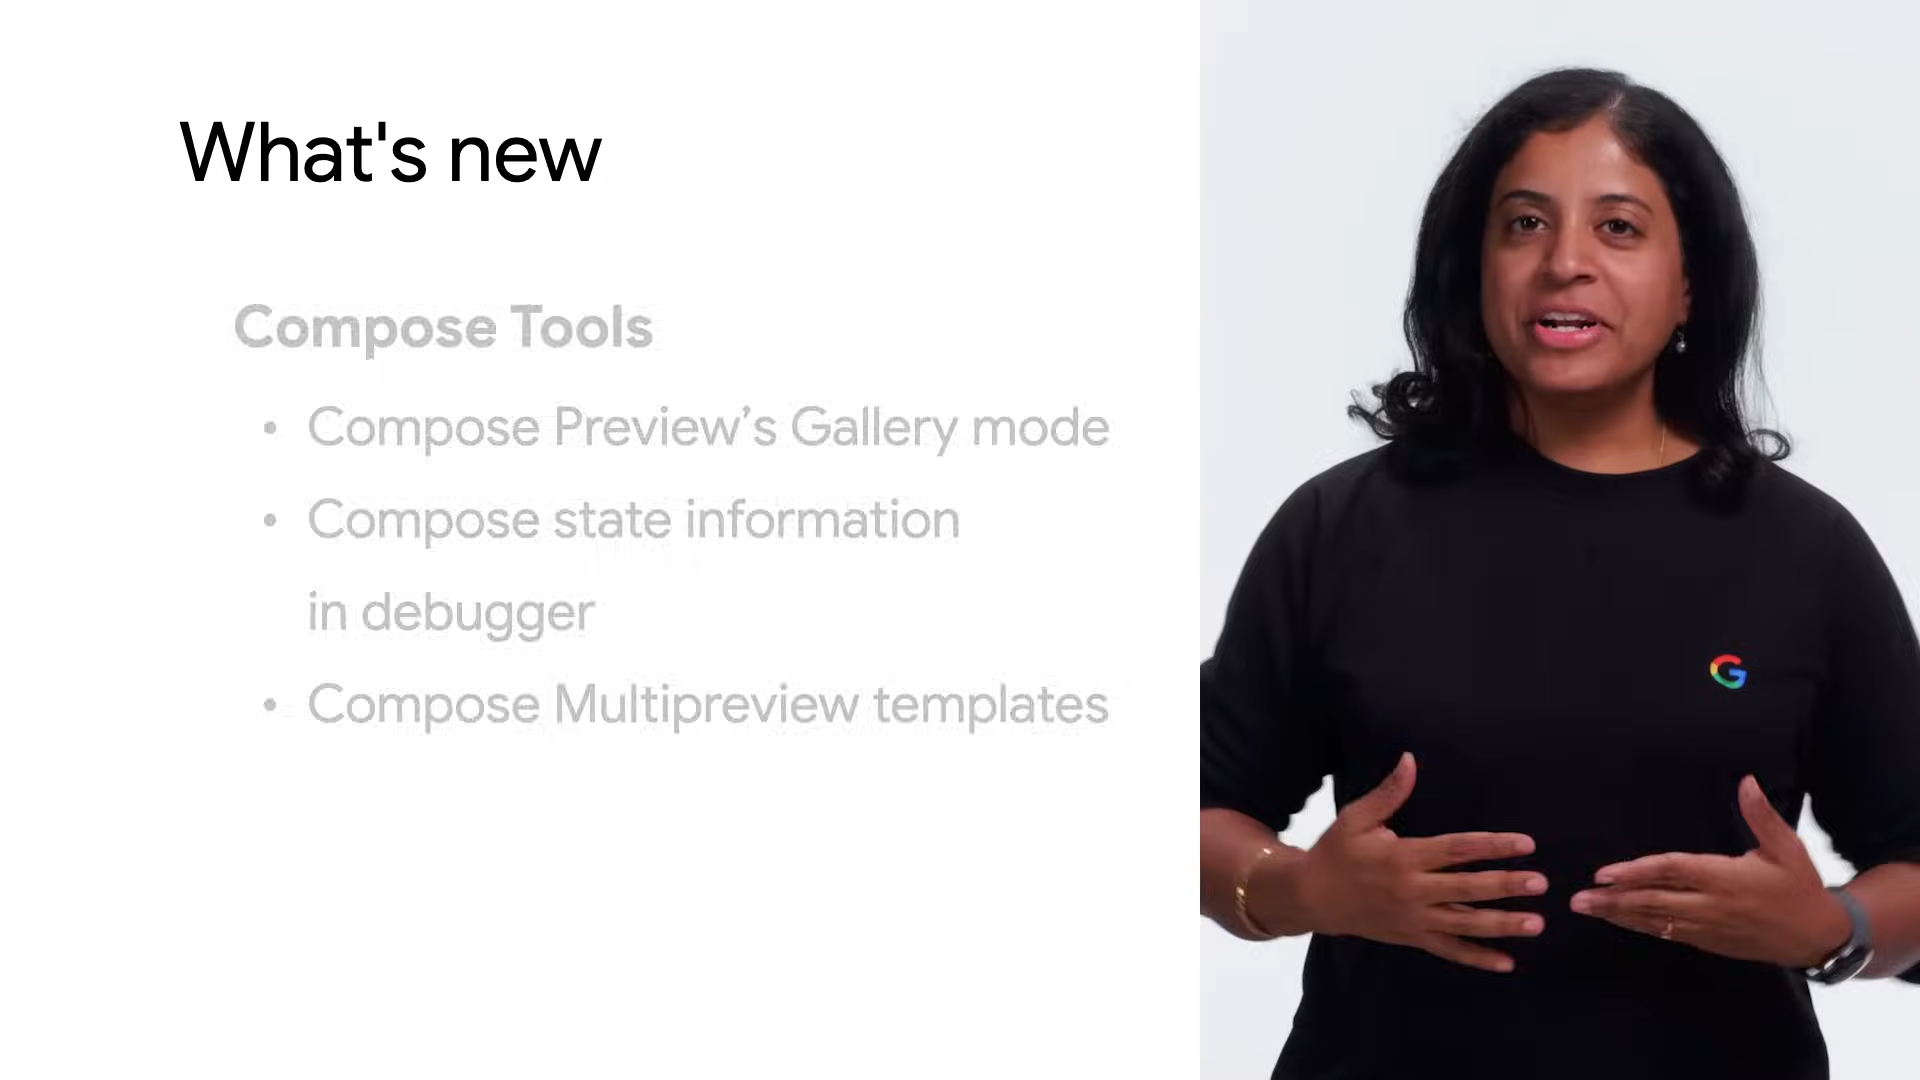 What's new
Compose Tools
• Compose Preview’s Gallery mode
• Compose state information
in debugger
• Compose Multipreview templates
G